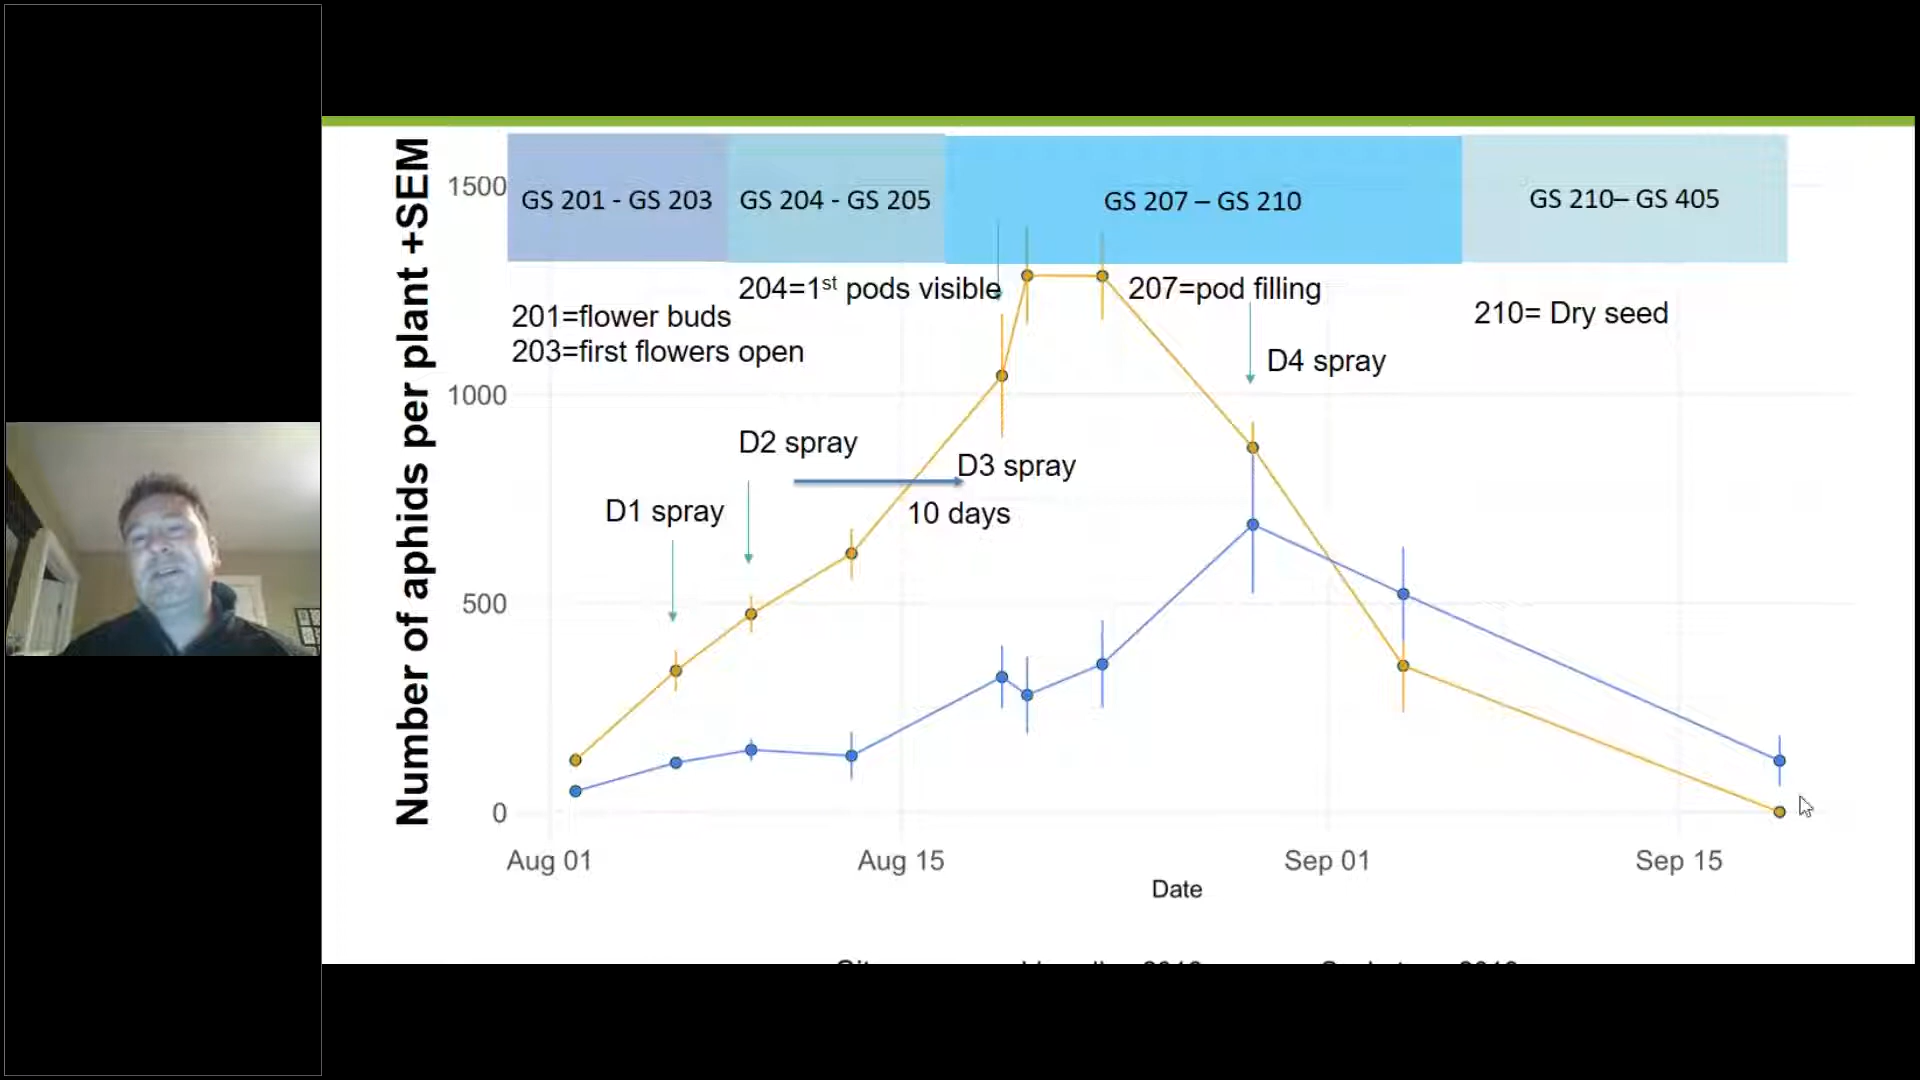 Number of aphids per plant +SEM
1500
1000
500
0
GS 201 - GS 203
GS 204 - GS 205
GS 207 – GS 210
GS 210– GS 405
204=1st pods visible
207=pod filling
201=flower buds
203=first flowers open
210= Dry seed
D4 spray
D2 spray
D3 spray
D1 spray
10 days
Aug 01
Aug 15
Sep 01
Sep 15
Date